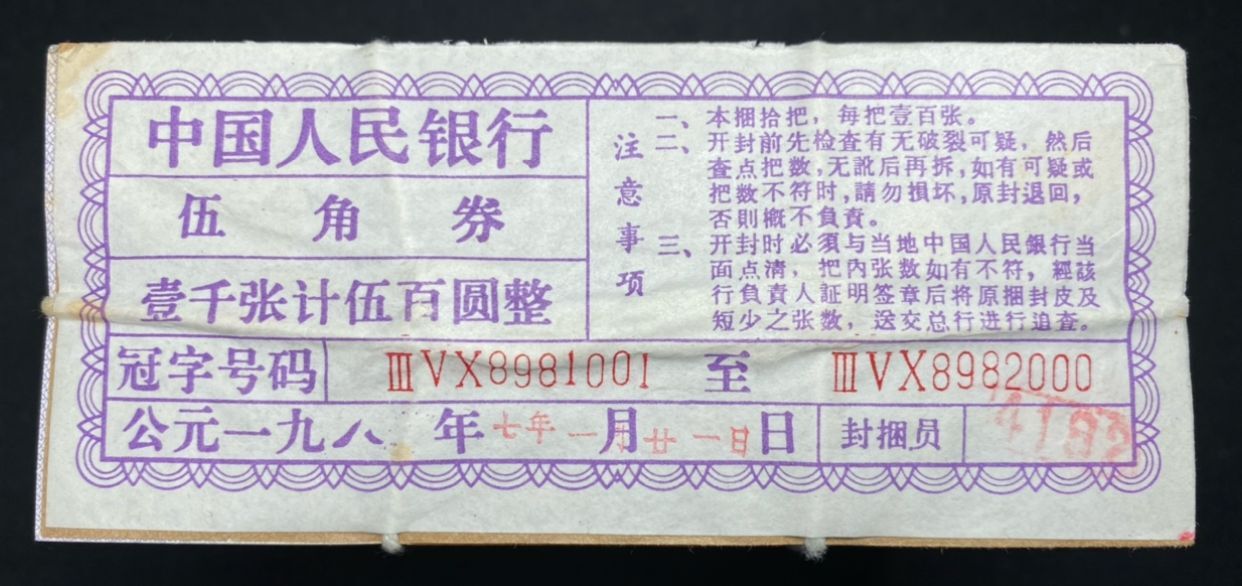 中国人民银行
伍角券
壹千张计伍百圆整
注意事项
一、本捆拾把，每把壹百张。
二、开封前先检查有无破裂可疑，然后
查点把数，无訛后再拆，如有可疑或
把数不符时，請勿損坏，原封退回，
否則概不負責。
三、开封时必须与当地中国人民銀行当
面点清，把内张数如有不符，經該
行負責人証明签章后将原捆封皮及
短少之张数，送交总行进行追查。
冠字号码 ⅢⅤⅩ8981001 至 ⅢⅤⅩ8982000
公元一九八 年七年一月月廿一日日 封捆员